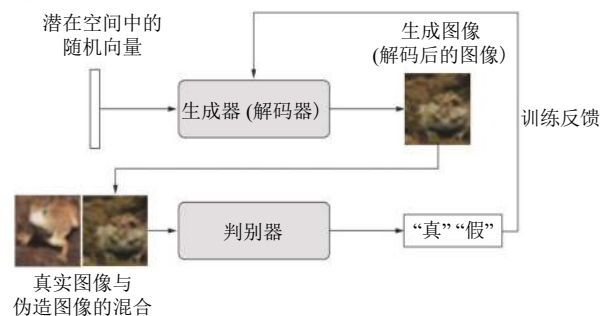 潜在空间中的
随机向量
生成图像
(解码后的图像)
生成器 (解码器)
训练反馈
判别器
“真” “假”
真实图像与
伪造图像的混合